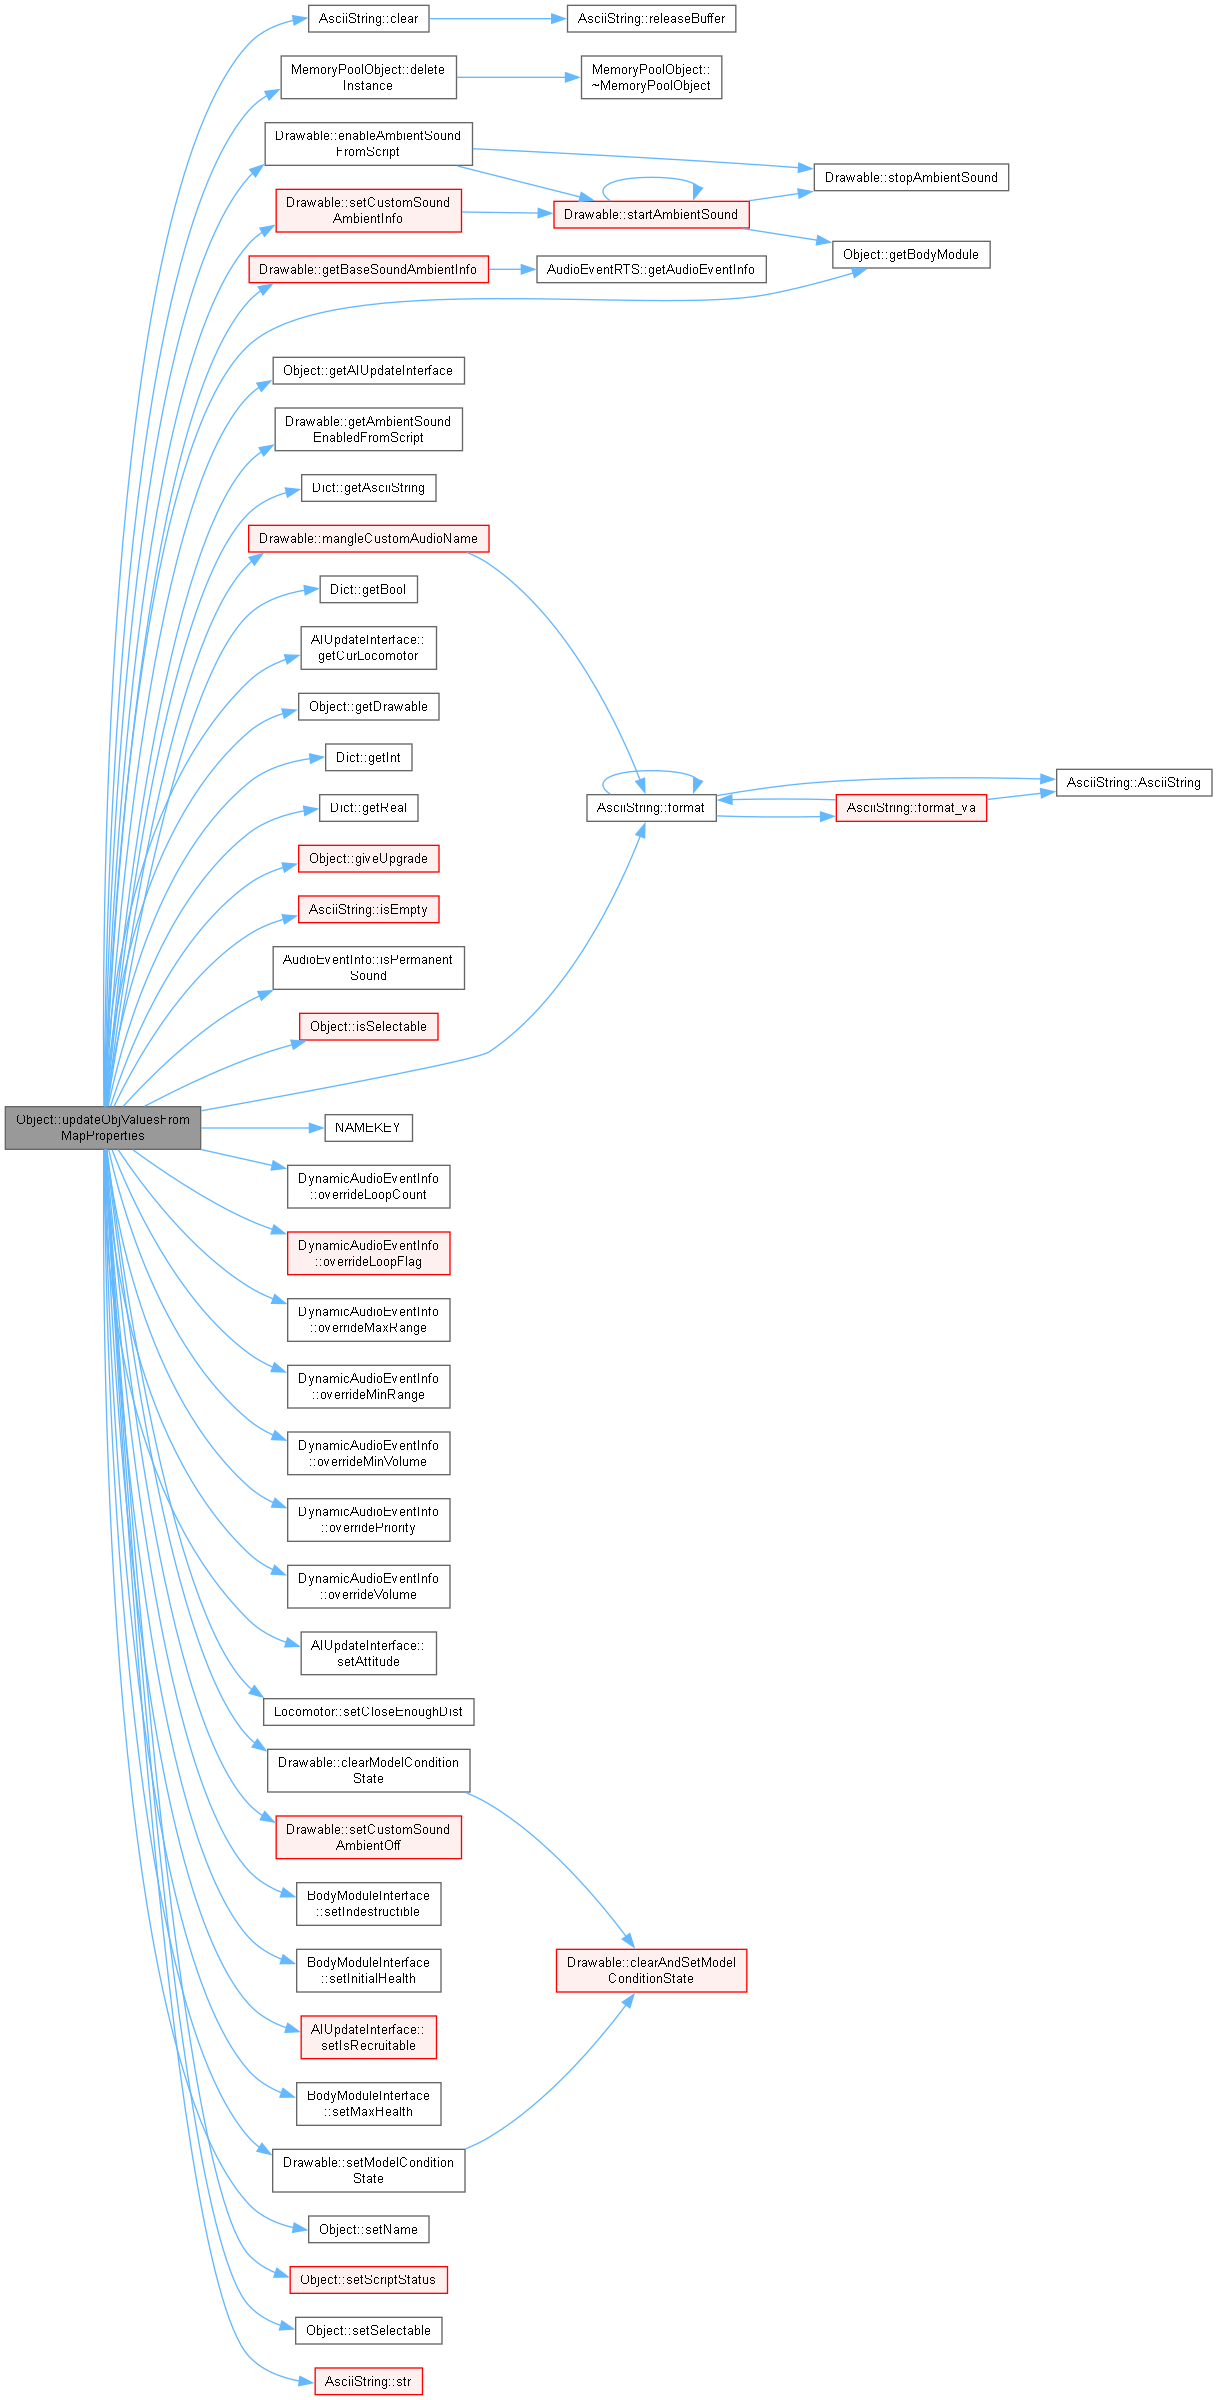 AsciiString::clear
AsciiString::releaseBuffer
MemoryPoolObject::delete
Instance
MemoryPoolObject::
~MemoryPoolObject
Drawable::enableAmbientSound
FromScript
Drawable::stopAmbientSound
Drawable::setCustomSound
AmbientInfo
Drawable::startAmbientSound
Object::getBodyModule
Drawable::getBaseSoundAmbientInfo
AudioEventRTS::getAudioEventInfo
Object::getAIUpdateInterface
Drawable::getAmbientSound
EnabledFromScript
Dict::getAsciiString
Drawable::mangleCustomAudioName
Dict::getBool
AIUpdateInterface::
getCurLocomotor
Object::getDrawable
Dict::getInt
Dict::getReal
AsciiString::format
AsciiString::format_va
AsciiString::AsciiString
Object::giveUpgrade
AsciiString::isEmpty
AudioEventInfo::isPermanent
Sound
Object::isSelectable
Object::updateObjValuesFrom
MapProperties
NAMEKEY
DynamicAudioEventInfo
::overrideLoopCount
DynamicAudioEventInfo
::overrideLoopFlag
DynamicAudioEventInfo
::overrideMaxRange
DynamicAudioEventInfo
::overrideMinRange
DynamicAudioEventInfo
::overrideMinVolume
DynamicAudioEventInfo
::overridePriority
DynamicAudioEventInfo
::overrideVolume
AIUpdateInterface::
setAttitude
Locomotor::setCloseEnoughDist
Drawable::clearModelCondition
State
Drawable::setCustomSound
AmbientOff
BodyModuleInterface
::setIndestructible
BodyModuleInterface
::setInitialHealth
Drawable::clearAndSetModel
ConditionState
AIUpdateInterface::
setIsRecruitable
BodyModuleInterface
::setMaxHealth
Drawable::setModelCondition
State
Object::setName
Object::setScriptStatus
Object::setSelectable
AsciiString::str